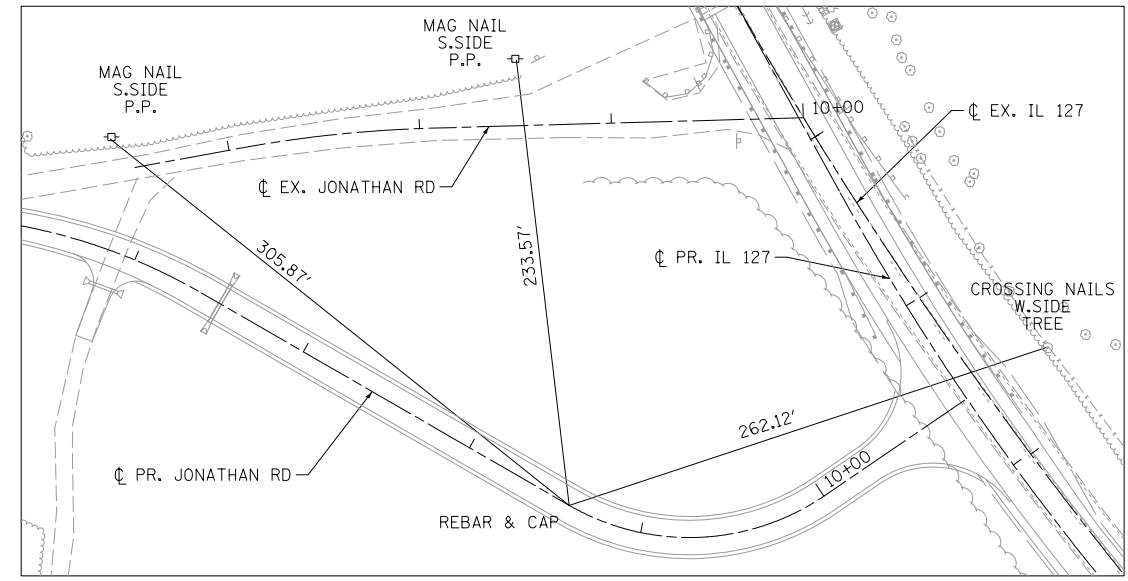 MAG NAIL
S.SIDE
P.P.
MAG NAIL
S.SIDE
P.P.
10+00
℄ EX. IL 127
℄ EX. JONATHAN RD
305.87'
233.57'
℄ PR. IL 127
CROSSING NAILS
W.SIDE
TREE
262.12'
℄ PR. JONATHAN RD
10+00
REBAR & CAP